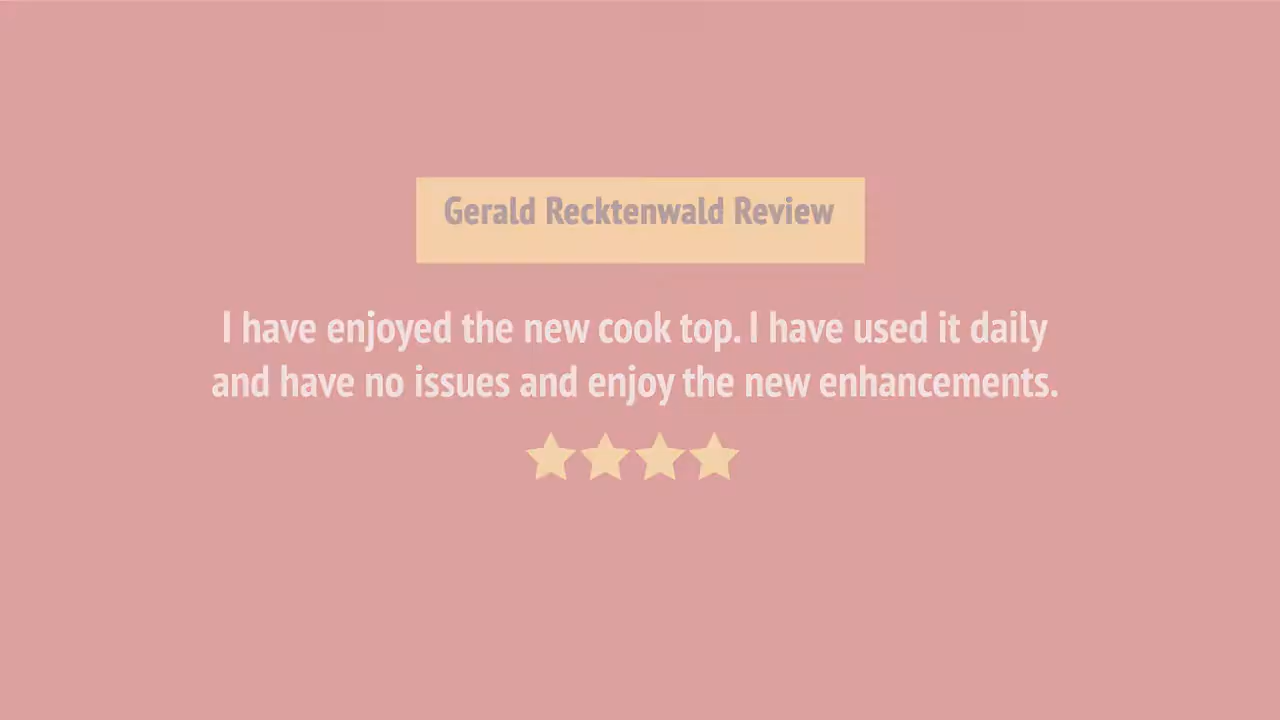 Gerald Recktenwald Review
I have enjoyed the new cook top. I have used it daily
and have no issues and enjoy the new enhancements.